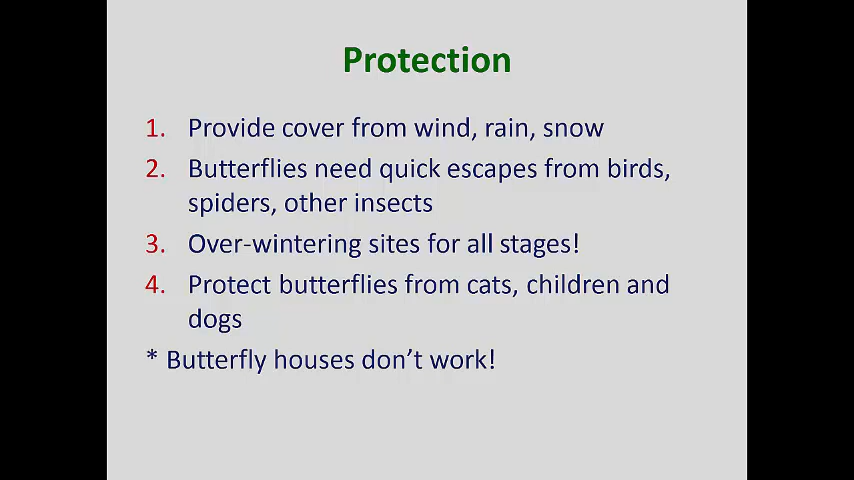 Protection
1. Provide cover from wind, rain, snow
2. Butterflies need quick escapes from birds,
spiders, other insects
3. Over-wintering sites for all stages!
4. Protect butterflies from cats, children and
dogs
* Butterfly houses don’t work!